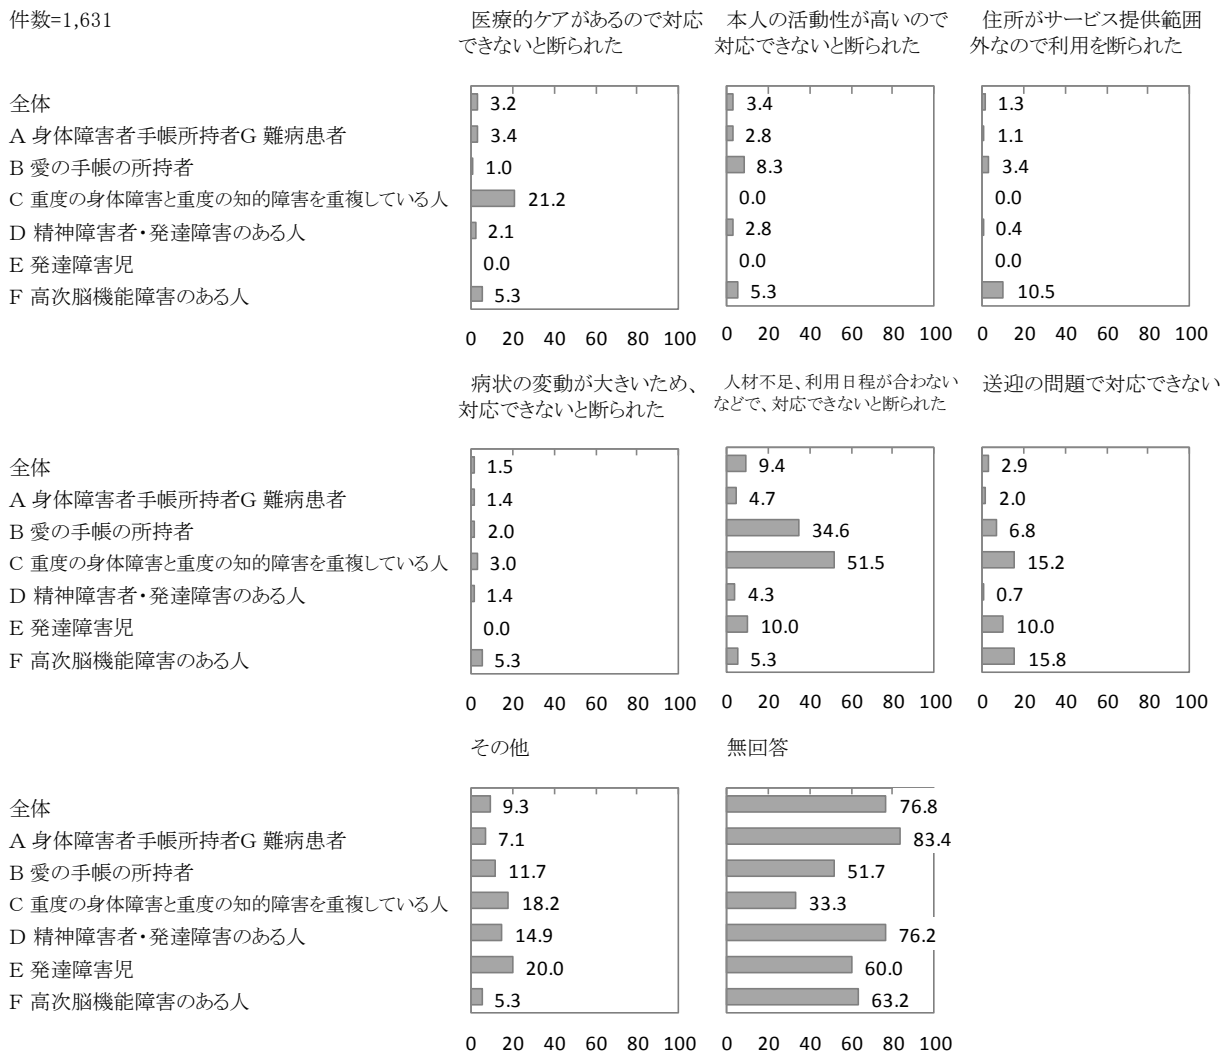 件数=1,631
医療的ケアがあるので対応
できないと断られた
本人の活動性が高いので
対応できないと断られた
住所がサービス提供範囲
外なので利用を断られた
全体 3.2 3.4 1.3
A 身体障害者手帳所持者G 難病患者 3.4 2.8 1.1
B 愛の手帳の所持者 1.0 8.3 3.4
C 重度の身体障害と重度の知的障害を重複している人 21.2 0.0 0.0
D 精神障害者・発達障害のある人 2.1 2.8 0.4
E 発達障害児 0.0 0.0 0.0
F 高次脳機能障害のある人 5.3 5.3 10.5
0 20 40 60 80 100 0 20 40 60 80 100 0 20 40 60 80 100
病状の変動が大きいため、
対応できないと断られた
人材不足、利用日程が合わない
などで、対応できないと断られた
送迎の問題で対応できない
全体 1.5 9.4 2.9
A 身体障害者手帳所持者G 難病患者 1.4 4.7 2.0
B 愛の手帳の所持者 2.0 34.6 6.8
C 重度の身体障害と重度の知的障害を重複している人 3.0 51.5 15.2
D 精神障害者・発達障害のある人 1.4 4.3 0.7
E 発達障害児 0.0 10.0 10.0
F 高次脳機能障害のある人 5.3 5.3 15.8
0 20 40 60 80 100 0 20 40 60 80 100 0 20 40 60 80 100
その他 無回答
全体 9.3 76.8
A 身体障害者手帳所持者G 難病患者 7.1 83.4
B 愛の手帳の所持者 11.7 51.7
C 重度の身体障害と重度の知的障害を重複している人 18.2 33.3
D 精神障害者・発達障害のある人 14.9 76.2
E 発達障害児 20.0 60.0
F 高次脳機能障害のある人 5.3 63.2
0 20 40 60 80 100 0 20 40 60 80 100